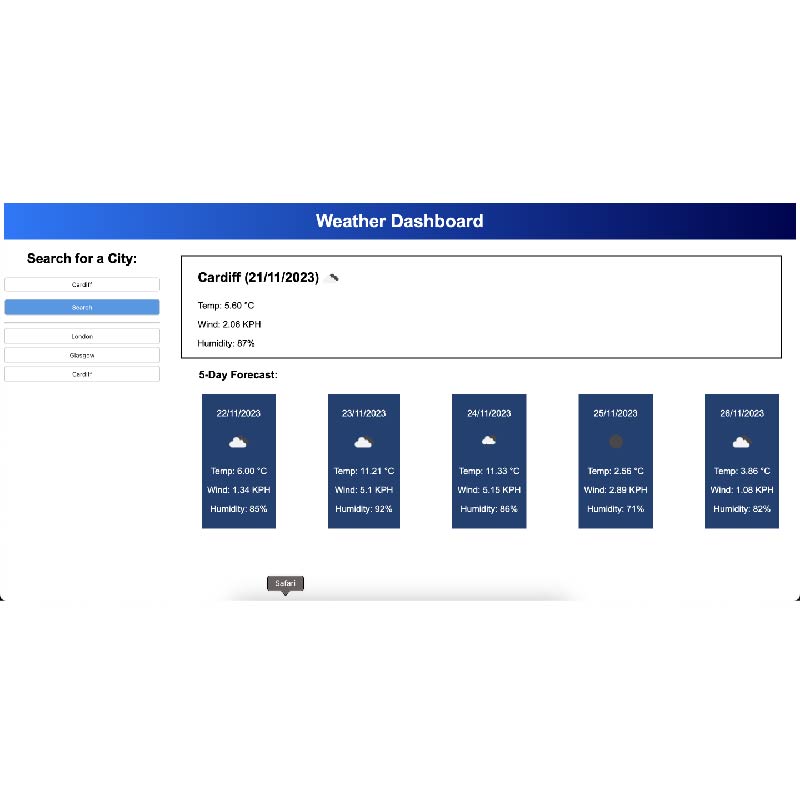 Weather Dashboard
Search for a City:
Cardiff
Search
London
Glasgow
Cardiff
Cardiff (21/11/2023)
Temp: 5.60 °C
Wind: 2.06 KPH
Humidity: 87%
5-Day Forecast:
22/11/2023
Temp: 6.00 °C
Wind: 1.34 KPH
Humidity: 85%
23/11/2023
Temp: 11.21 °C
Wind: 5.1 KPH
Humidity: 92%
24/11/2023
Temp: 11.33 °C
Wind: 5.15 KPH
Humidity: 86%
25/11/2023
Temp: 2.56 °C
Wind: 2.89 KPH
Humidity: 71%
26/11/2023
Temp: 3.86 °C
Wind: 1.08 KPH
Humidity: 82%
Safari